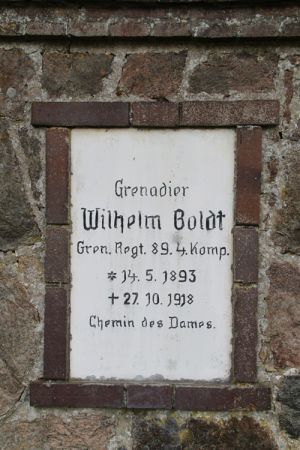 Grenadier
Wilhelm Boldt
Gren. Regt. 89. 4. Komp.
* 14. 5. 1893
✝ 27. 10. 1918
Chemin des Dames.